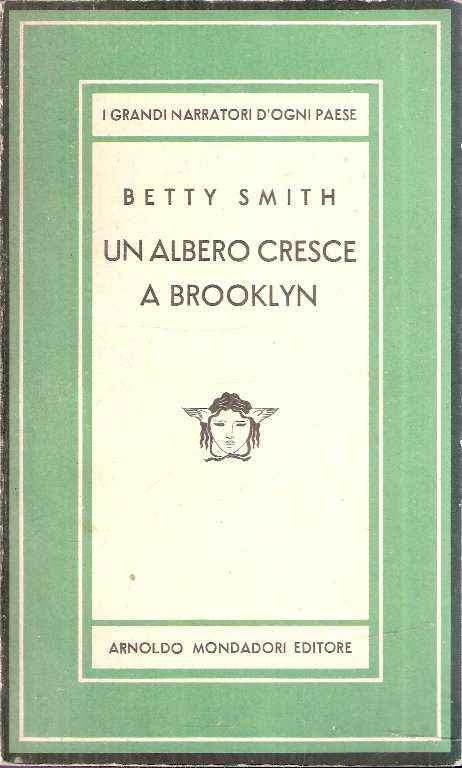 I GRANDI NARRATORI D'OGNI PAESE
BETTY SMITH
UN ALBERO CRESCE
A BROOKLYN
ARNOLDO MONDADORI EDITORE